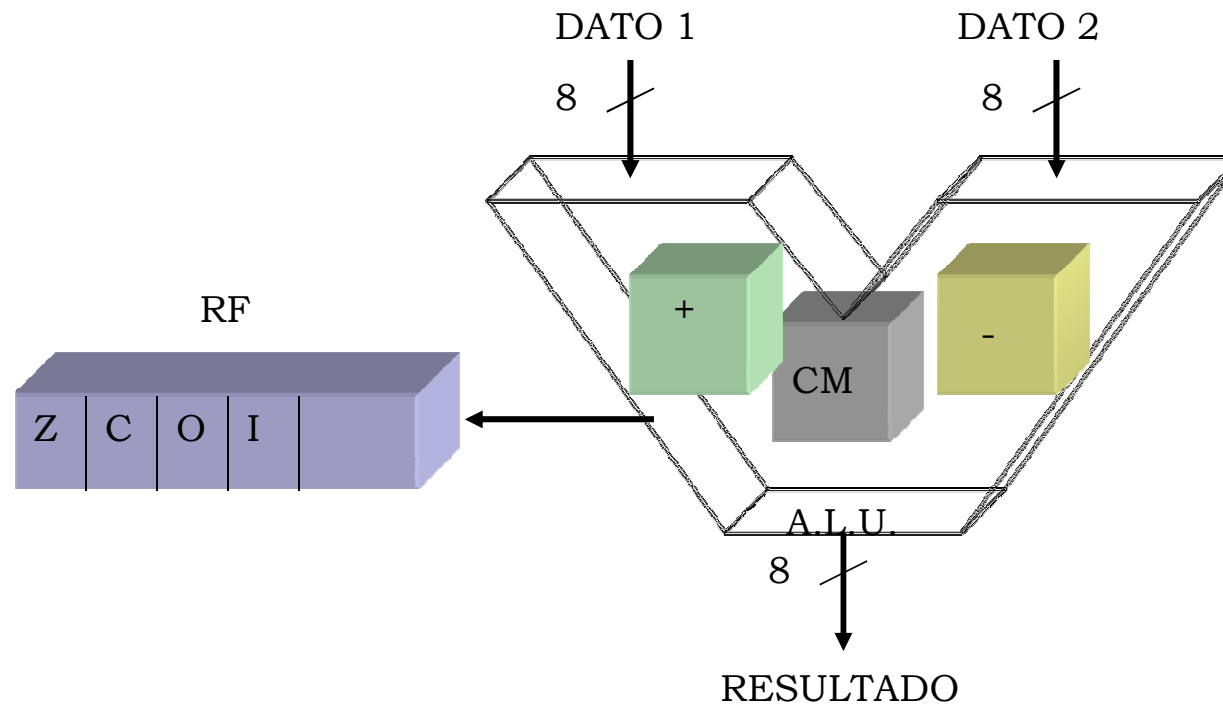 DATO 1 DATO 2
8 8
+ -
CM
RF
Z C O I
A.L.U.
8
RESULTADO